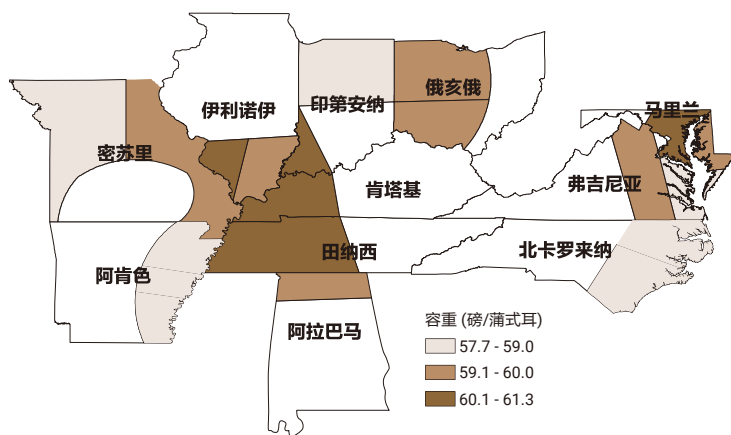 俄亥俄
马里兰
伊利诺伊
印第安纳
密苏里
肯塔基
弗吉尼亚
田纳西
北卡罗来纳
阿肯色
阿拉巴马
容重 (磅/蒲式耳)
57.7 - 59.0
59.1 - 60.0
60.1 - 61.3